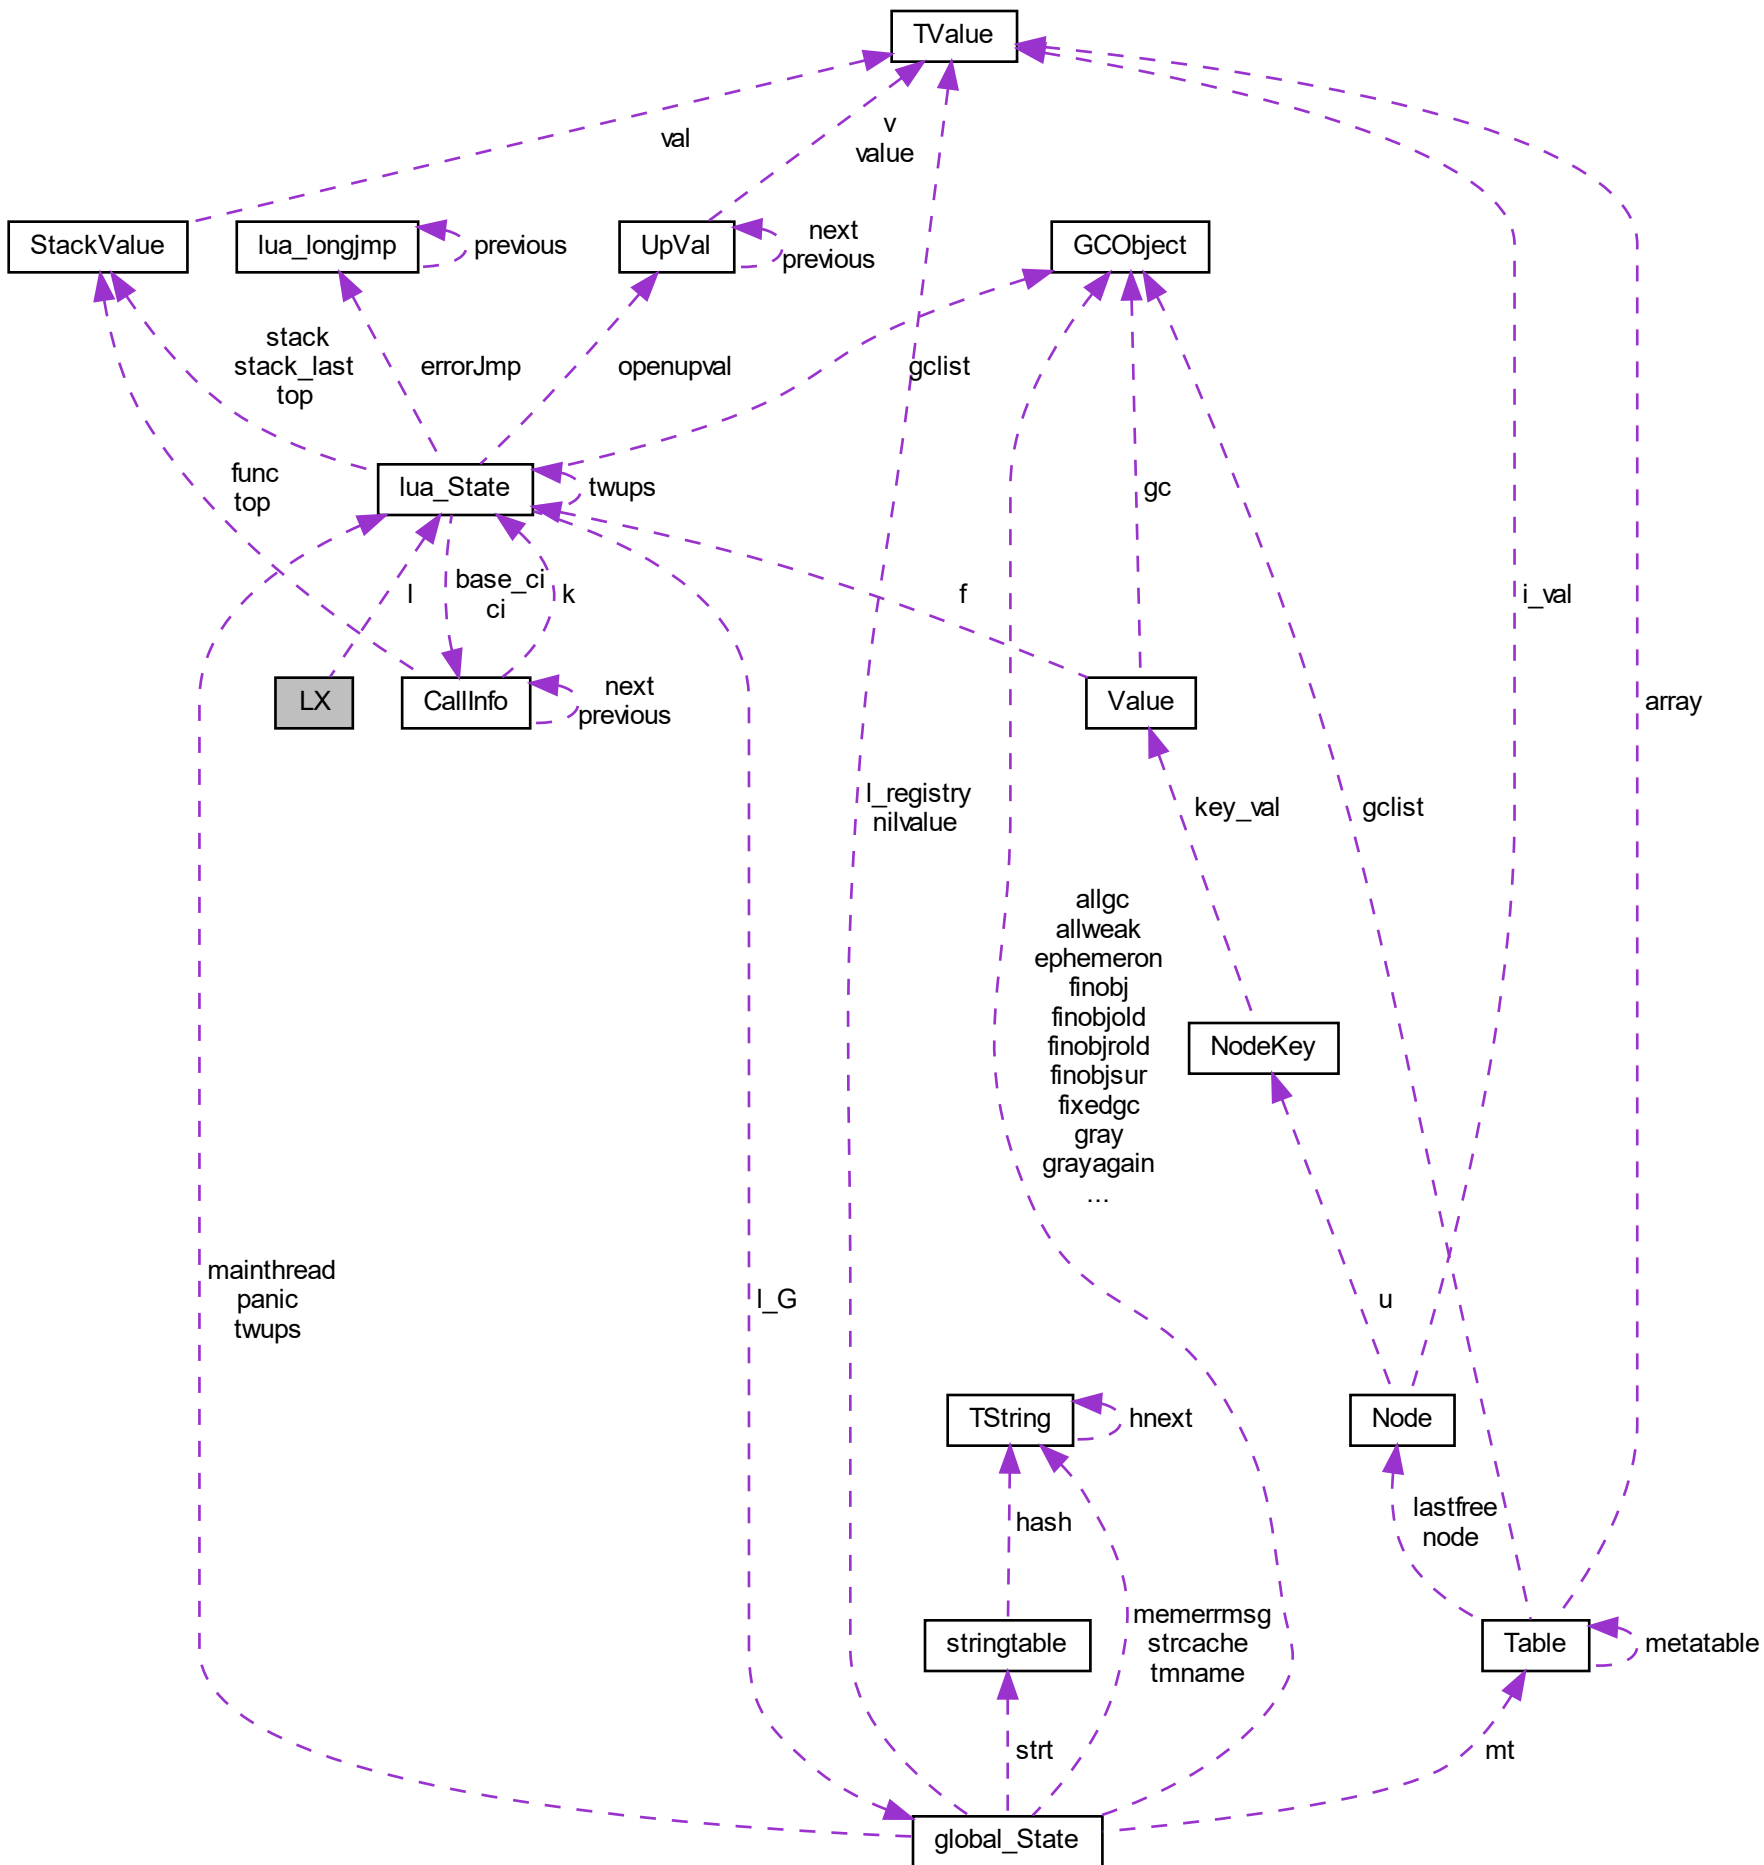 TValue
val
v
value
StackValue
lua_longjmp
previous
UpVal
next
previous
GCObject
stack
stack_last
top
errorJmp
openupval
gclist
func
top
lua_State
twups
gc
l
base_ci
ci
k
f
i_val
LX
CallInfo
next
previous
Value
array
l_registry
nilvalue
key_val
gclist
allgc
allweak
ephemeron
finobj
finobjold
finobjrold
finobjsur
fixedgc
gray
grayagain
...
NodeKey
mainthread
panic
twups
l_G
u
TString
hnext
Node
hash
lastfree
node
memerrmsg
strcache
tmname
stringtable
Table
metatable
strt
mt
global_State